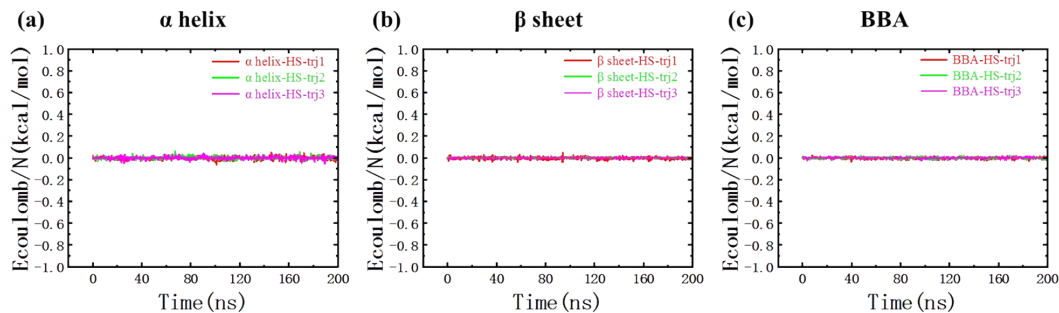 (a) α helix
Ecoulomb/N(kcal/mol)
1.0
0.8
0.6
0.4
0.2
0.0
-0.2
-0.4
-0.6
-0.8
-1.0
α helix-HS-trj1
α helix-HS-trj2
α helix-HS-trj3
0 40 80 120 160 200
Time(ns)
(b) β sheet
Ecoulomb/N(kcal/mol)
1.0
0.8
0.6
0.4
0.2
0.0
-0.2
-0.4
-0.6
-0.8
-1.0
β sheet-HS-trj1
β sheet-HS-trj2
β sheet-HS-trj3
0 40 80 120 160 200
Time(ns)
(c) BBA
Ecoulomb/N(kcal/mol)
1.0
0.8
0.6
0.4
0.2
0.0
-0.2
-0.4
-0.6
-0.8
-1.0
BBA-HS-trj1
BBA-HS-trj2
BBA-HS-trj3
0 40 80 120 160 200
Time(ns)